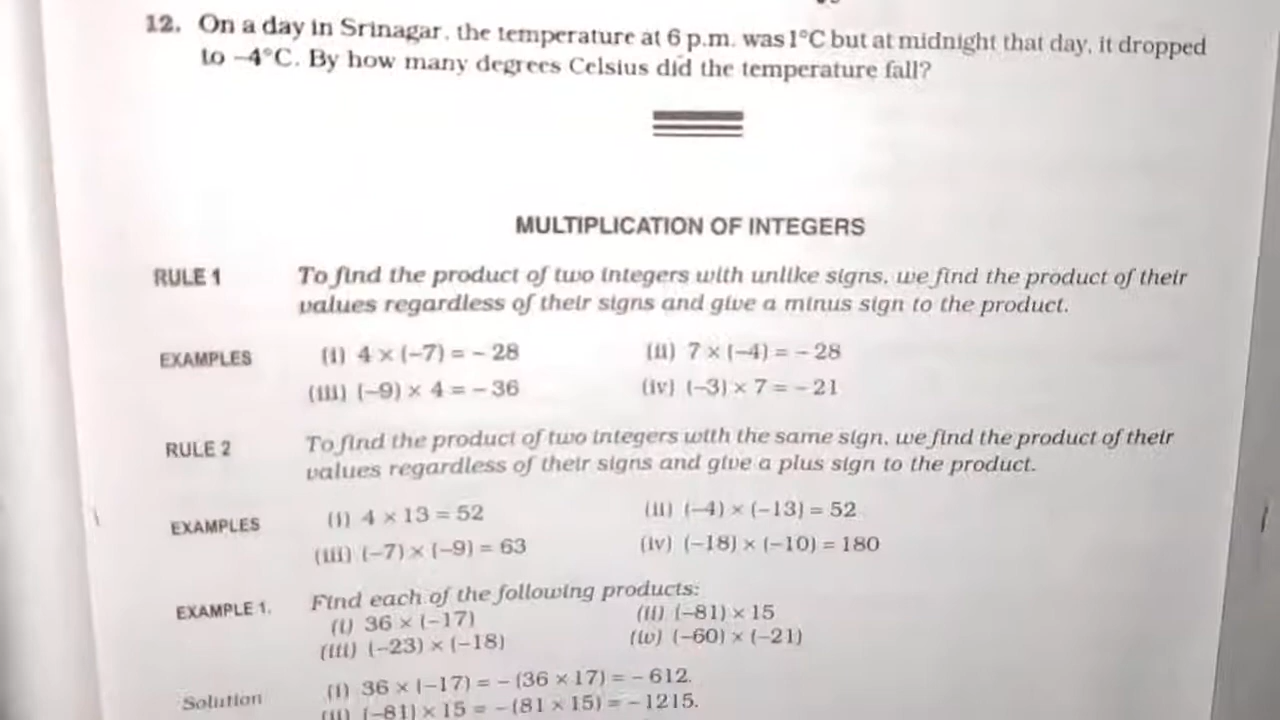 12. On a day in Srinagar, the temperature at 6 p.m. was 1°C but at midnight that day, it dropped
to –4°C. By how many degrees Celsius did the temperature fall?
MULTIPLICATION OF INTEGERS
RULE 1 To find the product of two integers with unlike signs, we find the product of their
values regardless of their signs and give a minus sign to the product.
EXAMPLES (i) 4 × (–7) = – 28 (ii) 7 × (–4) = – 28
(iii) (–9) × 4 = – 36 (iv) (–3) × 7 = – 21
RULE 2 To find the product of two integers with the same sign, we find the product of their
values regardless of their signs and give a plus sign to the product.
EXAMPLES (i) 4 × 13 = 52 (ii) (–4) × (–13) = 52
(iii) (–7) × (–9) = 63 (iv) (–18) × (–10) = 180
EXAMPLE 1. Find each of the following products:
(i) 36 × (–17) (ii) (–81) × 15
(iii) (–23) × (–18) (iv) (–60) × (–21)
Solution (i) 36 × (–17) = – (36 × 17) = – 612.
(ii) (–81) × 15 = –(81 × 15) = – 1215.